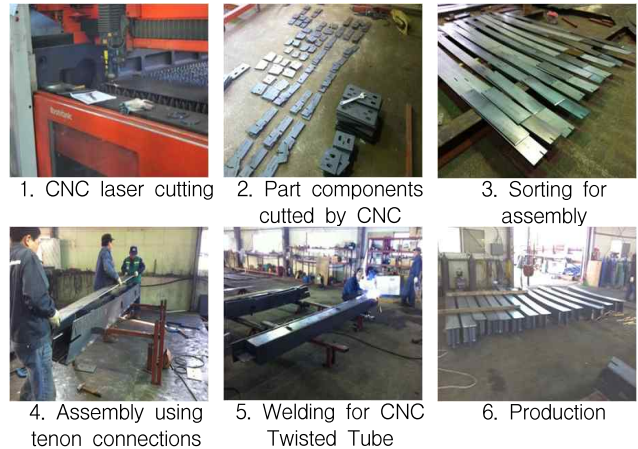 1. CNC laser cutting
2. Part components
cutted by CNC
3. Sorting for
assembly
4. Assembly using
tenon connections
5. Welding for CNC
Twisted Tube
6. Production